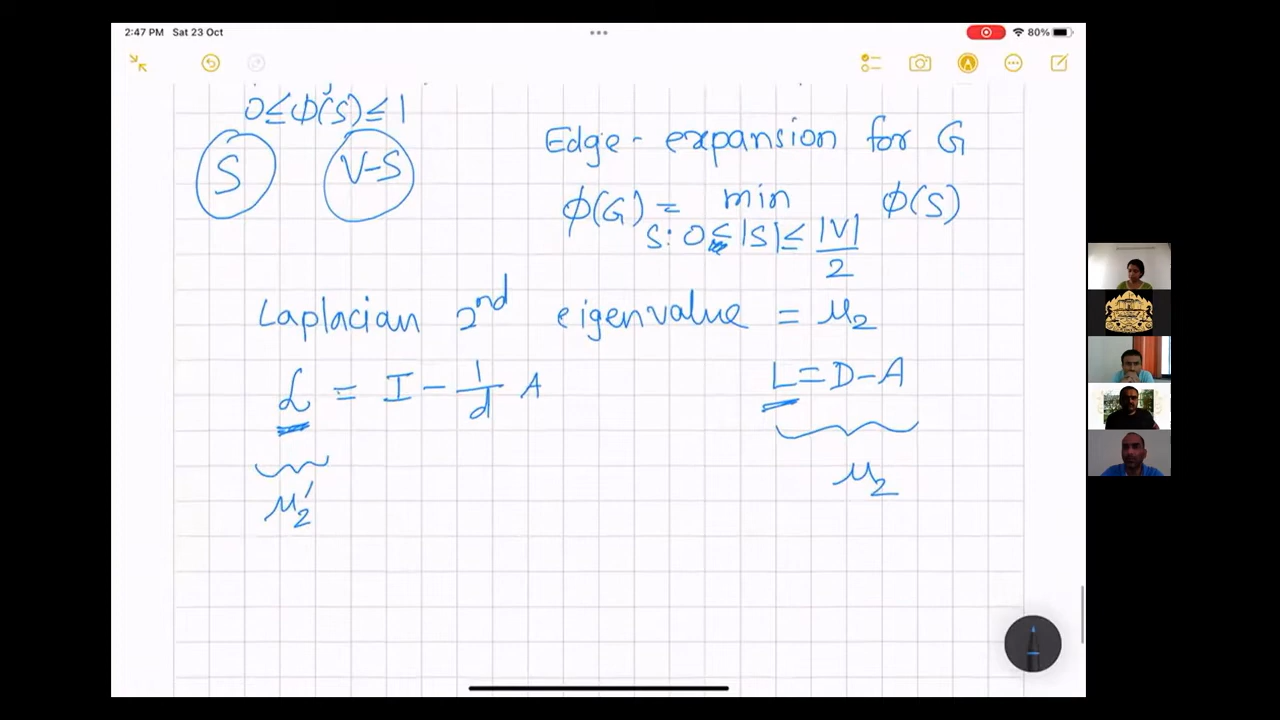 2:47 PM Sat 23 Oct
80%
0 ≤ ϕ(S) ≤ 1
S V-S
Edge-expansion for G
ϕ(G) = min ϕ(S)
S: 0 ≤ |S| ≤ |V|/2
Laplacian 2nd eigenvalue = μ2
ℒ = I - 1/d A
L = D - A
μ2'
μ2